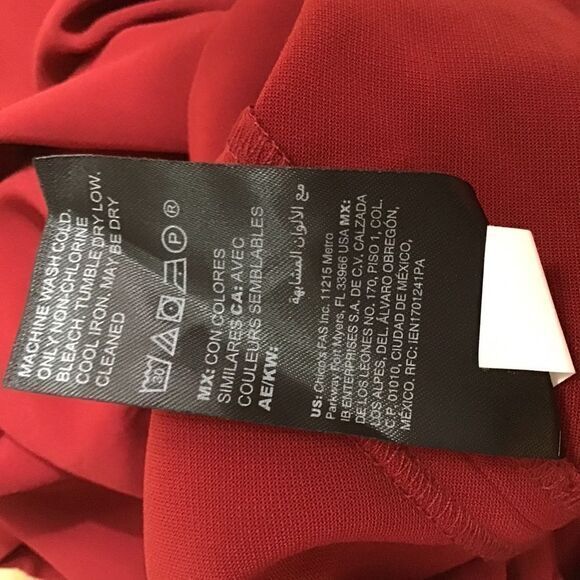 MACHINE WASH COLD.
ONLY NON-CHLORINE
BLEACH. TUMBLE DRY LOW.
COOL IRON. MAY BE DRY
CLEANED
30 P ®
MX: CON COLORES
SIMILARES CA: AVEC
COULEURS SEMBLABLES
AE/KW:
مع الألوان المتشابهة
US: Chico's FAS Inc. 11215 Metro
Parkway Fort Myers, FL 33966 USA MX:
IB ENTERPRISES S.A. DE C.V. CALZADA
DE LOS LEONES NO. 170, PISO 1, COL.
LOS ALPES, DEL. ÁLVARO OBREGÓN,
C.P. 01010, CIUDAD DE MÉXICO,
MÉXICO, RFC: IEN1701241PA